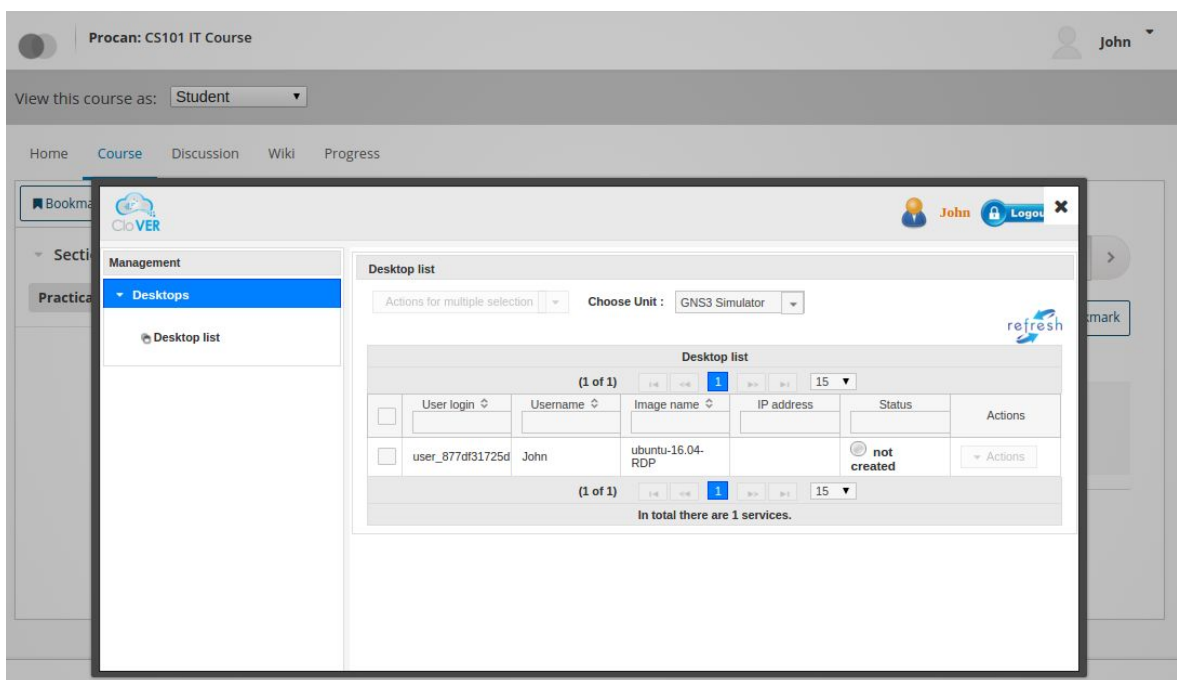 Procan: CS101 IT Course
John
View this course as: Student
Home Course Discussion Wiki Progress
Bookma
CloVER
John Logou
Secti
Management
Desktop list
Practica
Desktops
Actions for multiple selection Choose Unit : GNS3 Simulator
kmark
Desktop list
refresh
Desktop list
(1 of 1) 1 15
User login Username Image name IP address Status Actions
user_877df31725d John ubuntu-16.04-RDP not created Actions
(1 of 1) 1 15
In total there are 1 services.